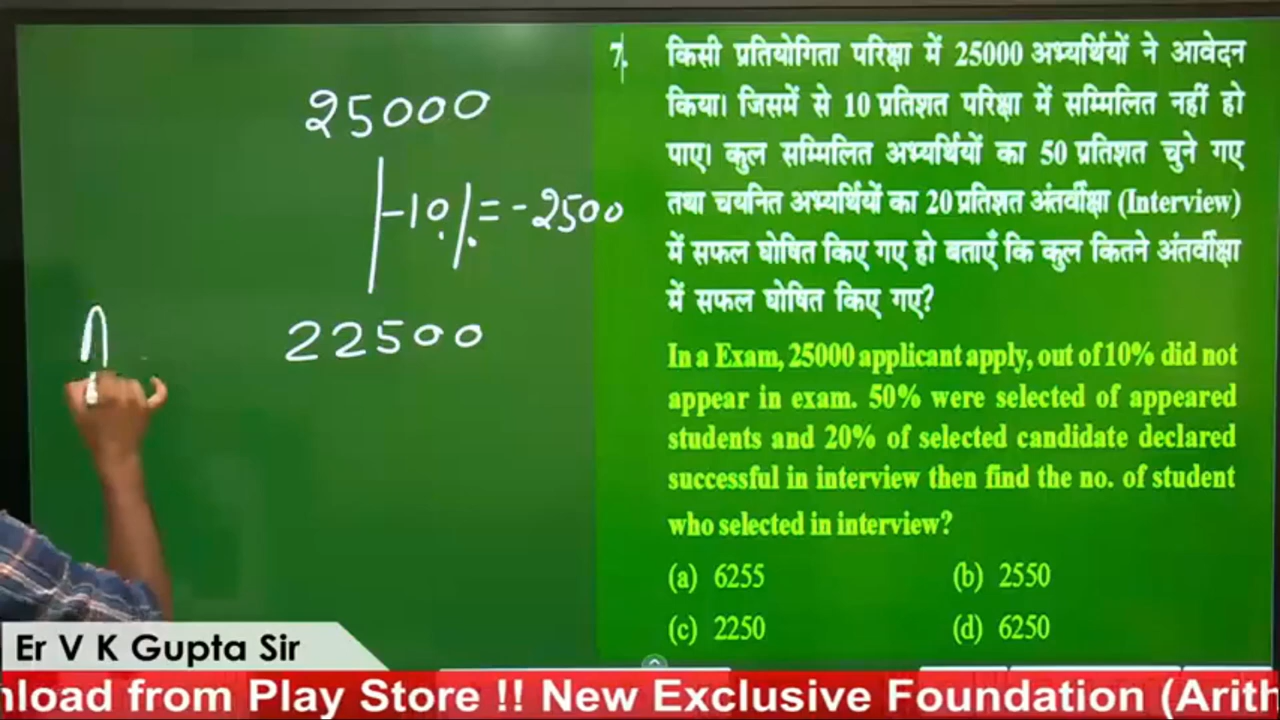 25000
-10% = -2500
22500
7. किसी प्रतियोगिता परिक्षा में 25000 अभ्यर्थियों ने आवेदन
किया। जिसमें से 10 प्रतिशत परिक्षा में सम्मिलित नहीं हो
पाए। कुल सम्मिलित अभ्यर्थियों का 50 प्रतिशत चुने गए
तथा चयनित अभ्यर्थियों का 20 प्रतिशत अंतर्वीक्षा (Interview)
में सफल घोषित किए गए हो बताएँ कि कुल कितने अंतर्वीक्षा
में सफल घोषित किए गए?
In a Exam, 25000 applicant apply, out of 10% did not
appear in exam. 50% were selected of appeared
students and 20% of selected candidate declared
successful in interview then find the no. of student
who selected in interview?
(a) 6255 (b) 2550
(c) 2250 (d) 6250
Er V K Gupta Sir
nload from Play Store !! New Exclusive Foundation (Arith